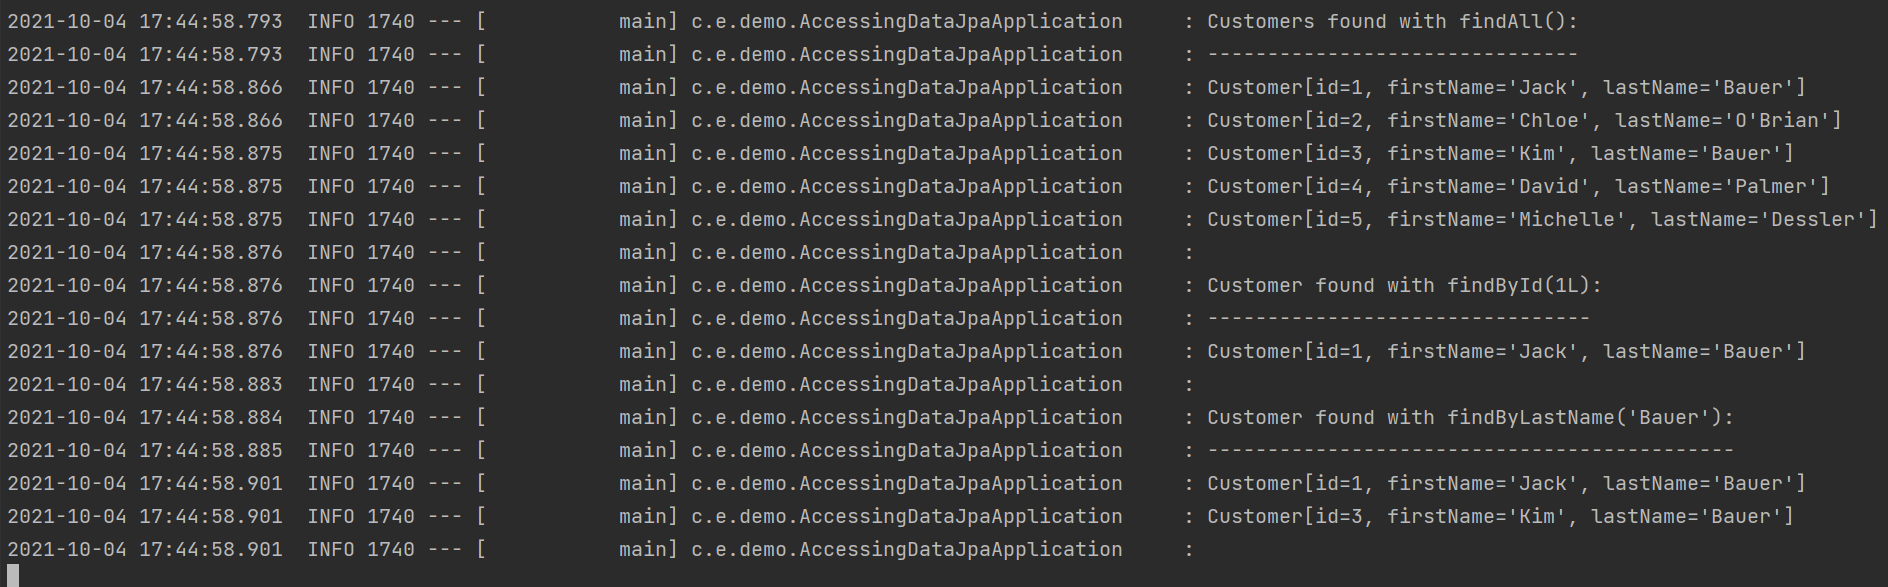 2021-10-04 17:44:58.793  INFO 1740 --- [           main] c.e.demo.AccessingDataJpaApplication     : Customers found with findAll():
2021-10-04 17:44:58.793  INFO 1740 --- [           main] c.e.demo.AccessingDataJpaApplication     : -------------------------------
2021-10-04 17:44:58.866  INFO 1740 --- [           main] c.e.demo.AccessingDataJpaApplication     : Customer[id=1, firstName='Jack', lastName='Bauer']
2021-10-04 17:44:58.866  INFO 1740 --- [           main] c.e.demo.AccessingDataJpaApplication     : Customer[id=2, firstName='Chloe', lastName='O'Brian']
2021-10-04 17:44:58.875  INFO 1740 --- [           main] c.e.demo.AccessingDataJpaApplication     : Customer[id=3, firstName='Kim', lastName='Bauer']
2021-10-04 17:44:58.875  INFO 1740 --- [           main] c.e.demo.AccessingDataJpaApplication     : Customer[id=4, firstName='David', lastName='Palmer']
2021-10-04 17:44:58.875  INFO 1740 --- [           main] c.e.demo.AccessingDataJpaApplication     : Customer[id=5, firstName='Michelle', lastName='Dessler']
2021-10-04 17:44:58.876  INFO 1740 --- [           main] c.e.demo.AccessingDataJpaApplication     :
2021-10-04 17:44:58.876  INFO 1740 --- [           main] c.e.demo.AccessingDataJpaApplication     : Customer found with findById(1L):
2021-10-04 17:44:58.876  INFO 1740 --- [           main] c.e.demo.AccessingDataJpaApplication     : --------------------------------
2021-10-04 17:44:58.876  INFO 1740 --- [           main] c.e.demo.AccessingDataJpaApplication     : Customer[id=1, firstName='Jack', lastName='Bauer']
2021-10-04 17:44:58.883  INFO 1740 --- [           main] c.e.demo.AccessingDataJpaApplication     :
2021-10-04 17:44:58.884  INFO 1740 --- [           main] c.e.demo.AccessingDataJpaApplication     : Customer found with findByLastName('Bauer'):
2021-10-04 17:44:58.885  INFO 1740 --- [           main] c.e.demo.AccessingDataJpaApplication     : --------------------------------------------
2021-10-04 17:44:58.901  INFO 1740 --- [           main] c.e.demo.AccessingDataJpaApplication     : Customer[id=1, firstName='Jack', lastName='Bauer']
2021-10-04 17:44:58.901  INFO 1740 --- [           main] c.e.demo.AccessingDataJpaApplication     : Customer[id=3, firstName='Kim', lastName='Bauer']
2021-10-04 17:44:58.901  INFO 1740 --- [           main] c.e.demo.AccessingDataJpaApplication     :